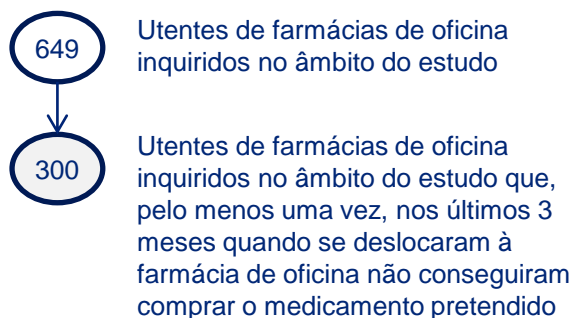 649
Utentes de farmácias de oficina
inquiridos no âmbito do estudo
300
Utentes de farmácias de oficina
inquiridos no âmbito do estudo que,
pelo menos uma vez, nos últimos 3
meses quando se deslocaram à
farmácia de oficina não conseguiram
comprar o medicamento pretendido